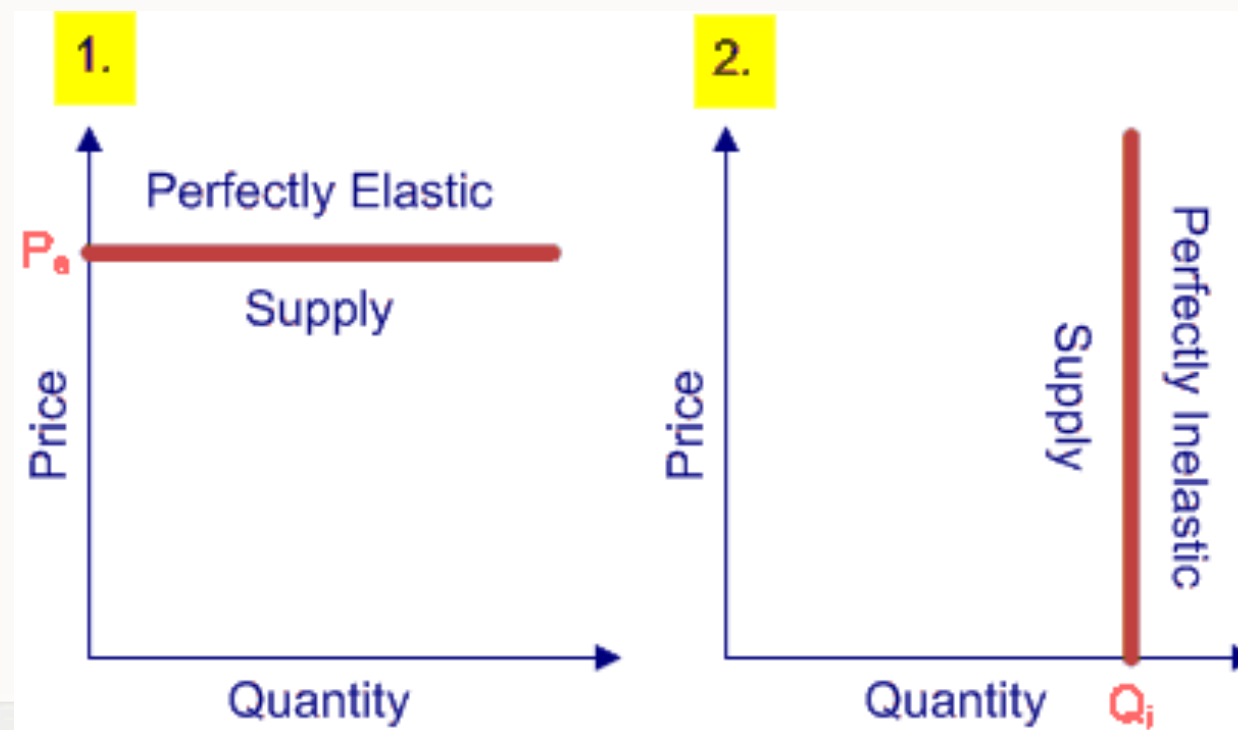 1.
Perfectly Elastic
Pe
Supply
Price
Quantity
2.
Perfectly Inelastic
Supply
Price
Quantity
Qi